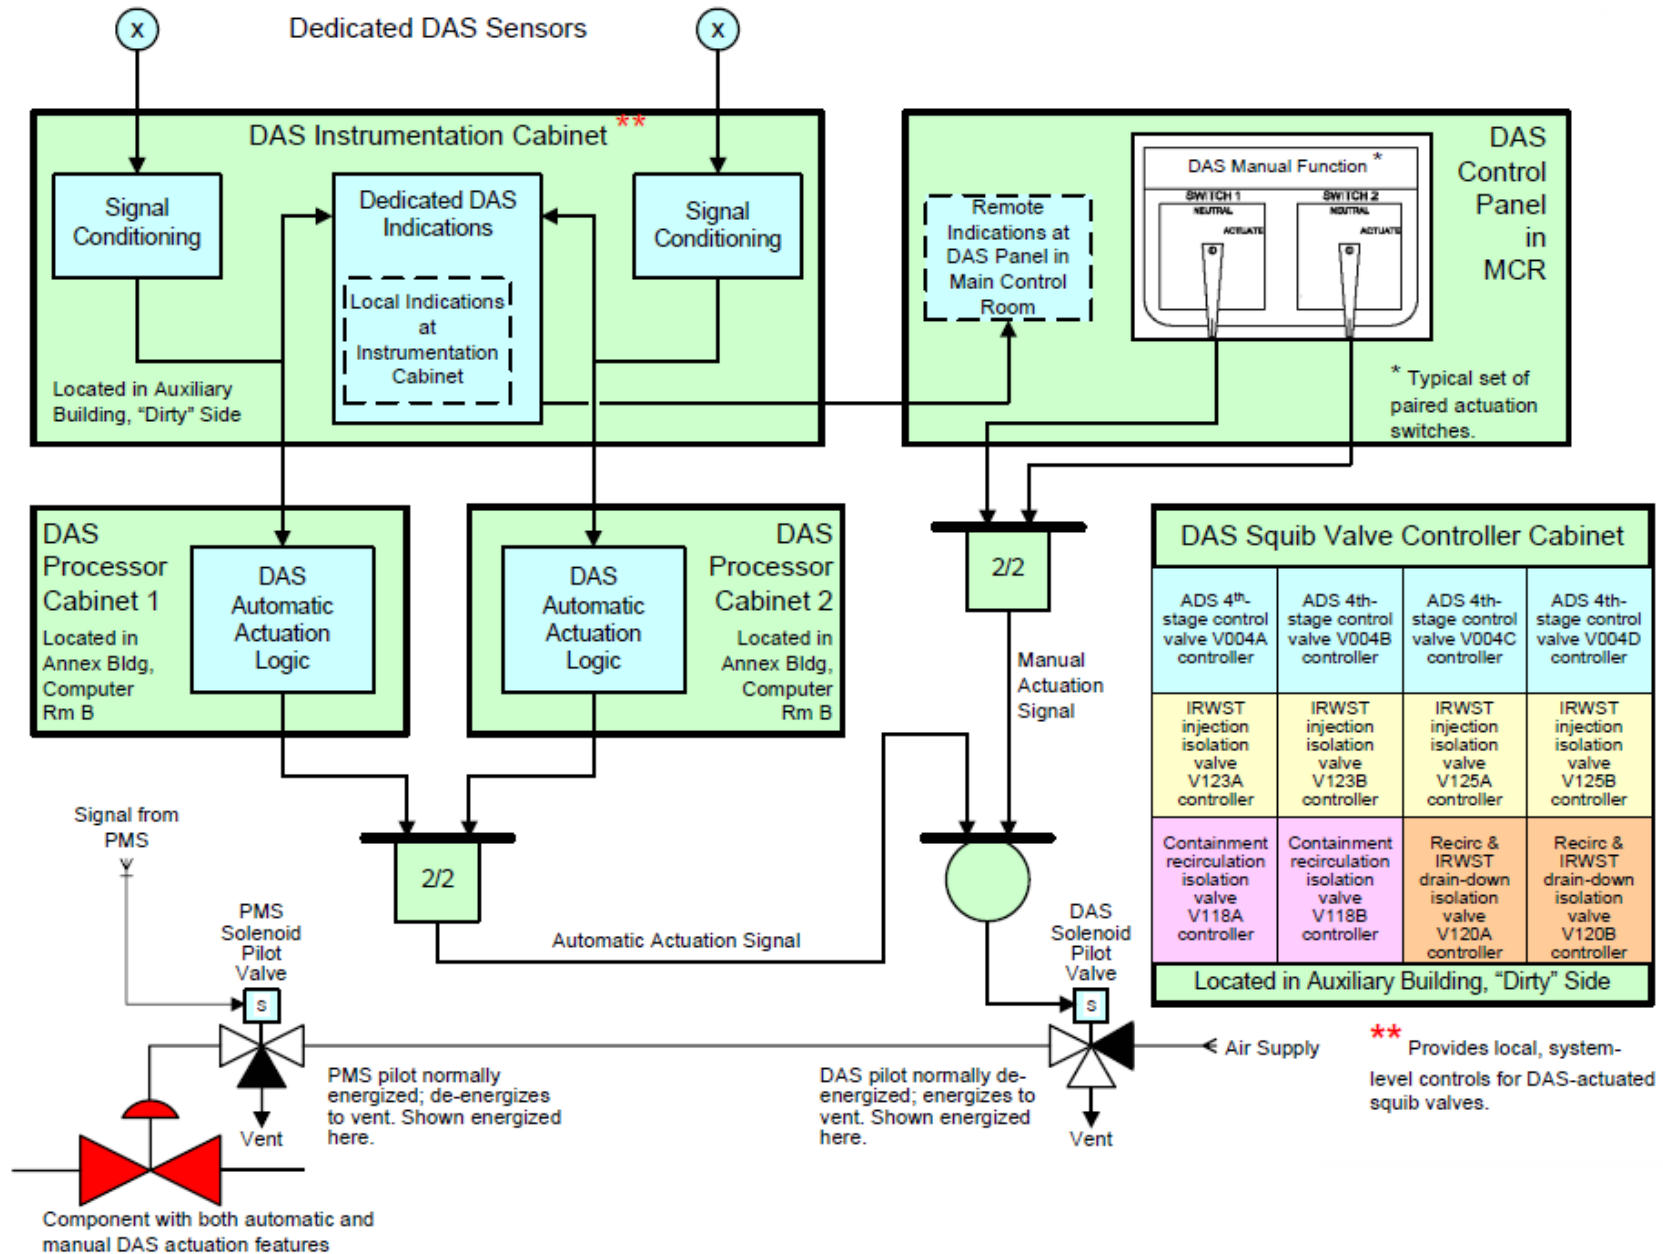 X
Dedicated DAS Sensors
X
DAS Instrumentation Cabinet **
Signal
Conditioning
Dedicated DAS
Indications
Local Indications
at
Instrumentation
Cabinet
Signal
Conditioning
Located in Auxiliary
Building, “Dirty” Side
DAS
Control
Panel
in
MCR
DAS Manual Function *
SWITCH 1
NEUTRAL
ACTUATE
SWITCH 2
NEUTRAL
ACTUATE
Remote
Indications at
DAS Panel in
Main Control
Room
* Typical set of
paired actuation
switches.
DAS
Processor
Cabinet 1
Located in
Annex Bldg,
Computer
Rm B
DAS
Automatic
Actuation
Logic
DAS
Automatic
Actuation
Logic
DAS
Processor
Cabinet 2
Located in
Annex Bldg,
Computer
Rm B
2/2
Manual
Actuation
Signal
DAS Squib Valve Controller Cabinet
ADS 4th-
stage control
valve V004A
controller
ADS 4th-
stage control
valve V004B
controller
ADS 4th-
stage control
valve V004C
controller
ADS 4th-
stage control
valve V004D
controller
IRWST
injection
isolation
valve
V123A
controller
IRWST
injection
isolation
valve
V123B
controller
IRWST
injection
isolation
valve
V125A
controller
IRWST
injection
isolation
valve
V125B
controller
Containment
recirculation
isolation
valve
V118A
controller
Containment
recirculation
isolation
valve
V118B
controller
Recirc &
IRWST
drain-down
isolation
valve
V120A
controller
Recirc &
IRWST
drain-down
isolation
valve
V120B
controller
Located in Auxiliary Building, “Dirty” Side
Signal from
PMS
2/2
Automatic Actuation Signal
PMS
Solenoid
Pilot
Valve
S
DAS
Solenoid
Pilot
Valve
S
Air Supply
PMS pilot normally
energized; de-energizes
to vent. Shown energized
here.
Vent
DAS pilot normally de-
energized; energizes to
vent. Shown energized
here.
Vent
** Provides local, system-
level controls for DAS-actuated
squib valves.
Component with both automatic and
manual DAS actuation features